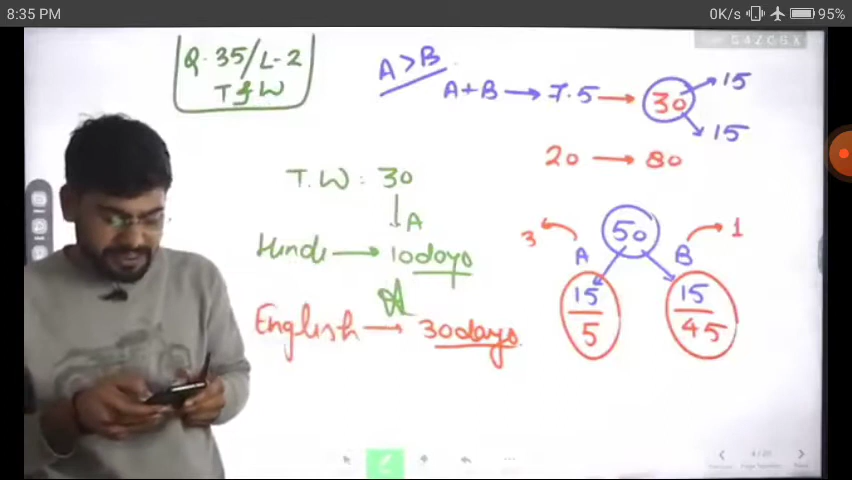 8:35 PM
0K/s
95%
Q.35/L-2
T & W
A>B
A+B → 7.5 → 30
15
15
20 → 80
T.W : 30
↓A
Hindi → 10days
A
English → 30days
50
3
1
A
B
15
5
15
45